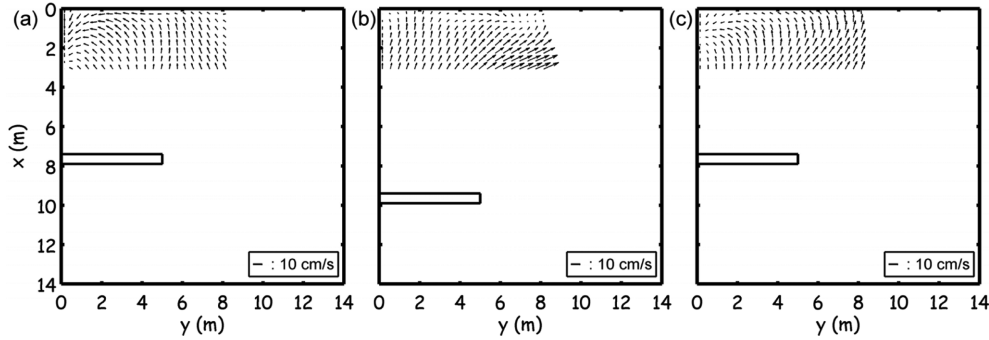 (a)
(b)
(c)
0
2
4
6
8
10
12
14
x (m)
– : 10 cm/s
– : 10 cm/s
– : 10 cm/s
0 2 4 6 8 10 12 14
0 2 4 6 8 10 12 14
0 2 4 6 8 10 12 14
y (m)
y (m)
y (m)